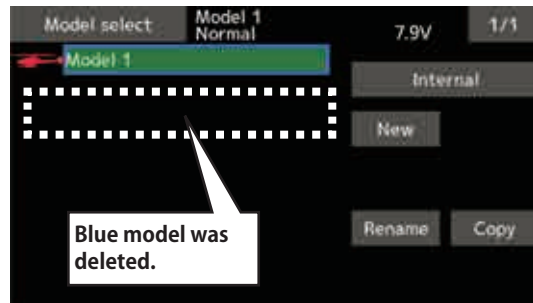 Model select
Model 1
Normal
7.9V
1/1
Model 1
Internal
New
Blue model was
deleted.
Rename
Copy